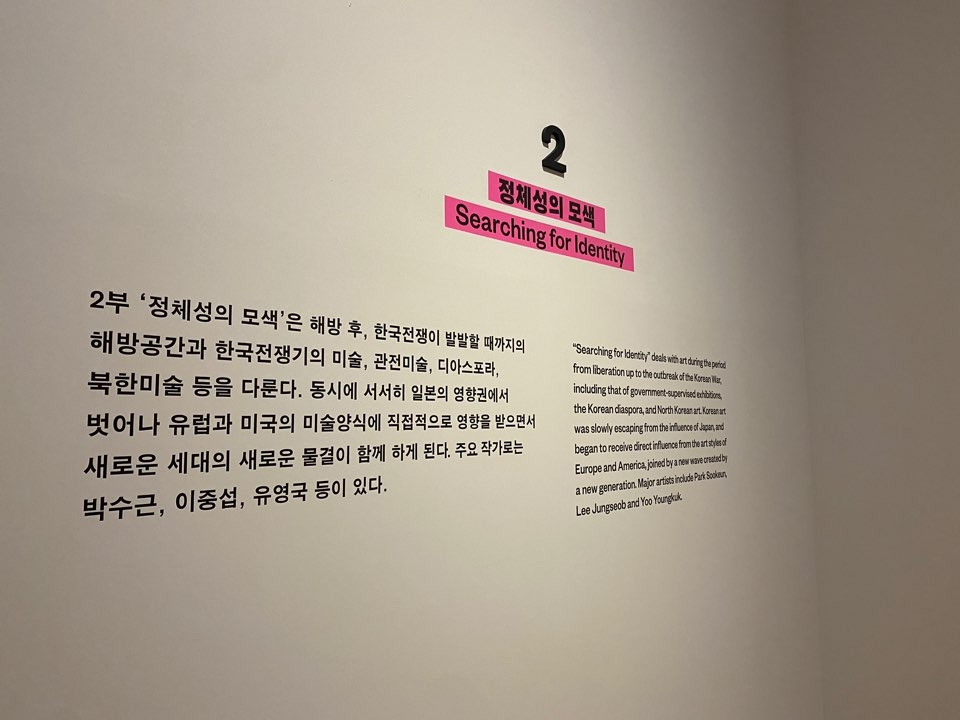 2
정체성의 모색
Searching for Identity
2부 ‘정체성의 모색’은 해방 후, 한국전쟁이 발발할 때까지의
해방공간과 한국전쟁기의 미술, 관전미술, 디아스포라,
북한미술 등을 다룬다. 동시에 서서히 일본의 영향권에서
벗어나 유럽과 미국의 미술양식에 직접적으로 영향을 받으면서
새로운 세대의 새로운 물결이 함께 하게 된다. 주요 작가로는
박수근, 이중섭, 유영국 등이 있다.
“Searching for Identity” deals with art during the period
from liberation up to the outbreak of the Korean War,
including that of government-supervised exhibitions,
the Korean diaspora, and North Korean art. Korean art
was slowly escaping from the influence of Japan, and
began to receive direct influence from the art styles of
Europe and America, joined by a new wave created by
a new generation. Major artists include Park Sookeun,
Lee Jungseob and Yoo Youngkuk.